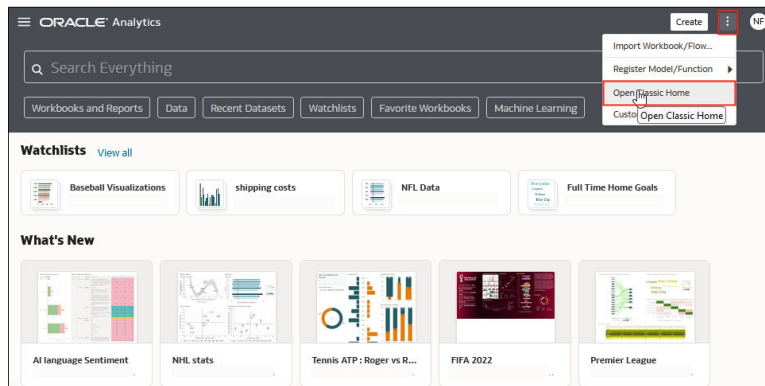 ORACLE Analytics
Create
NF
Import Workbook/Flow...
Search Everything
Register Model/Function
Open Classic Home
Custo
Open Classic Home
Workbooks and Reports
Data
Recent Datasets
Watchlists
Favorite Workbooks
Machine Learning
Watchlists View all
Baseball Visualizations
shipping costs
NFL Data
Full Time Home Goals
What's New
AI language Sentiment
NHL stats
Tennis ATP : Roger vs R...
FIFA 2022
Premier League